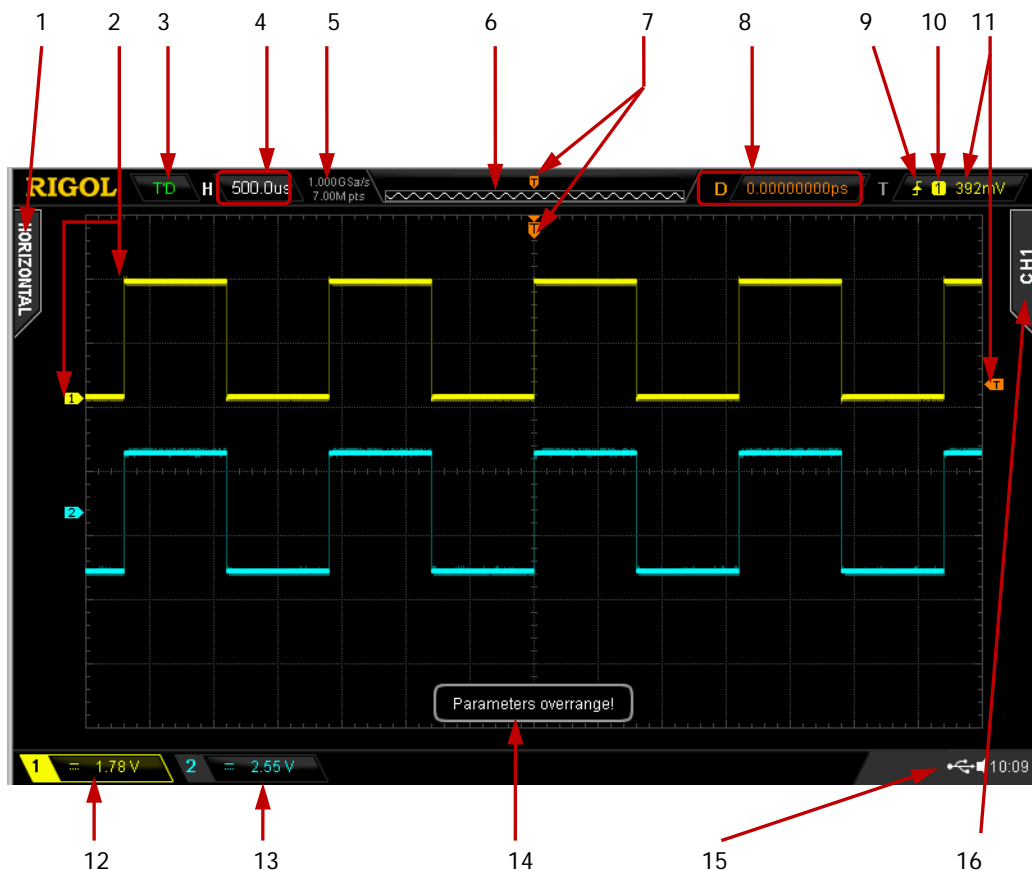 1 2 3 4 5 6 7 8 9 10 11
RIGOL T'D H 500.0us 1.000GSa/s D 0.00000000ps T 1 392mV
7.00M pts
T
T
HORIZONTAL
CH1
T
1
2
Parameters overrange!
1 1.78 V 2 2.55 V 10:09
12 13 14 15 16